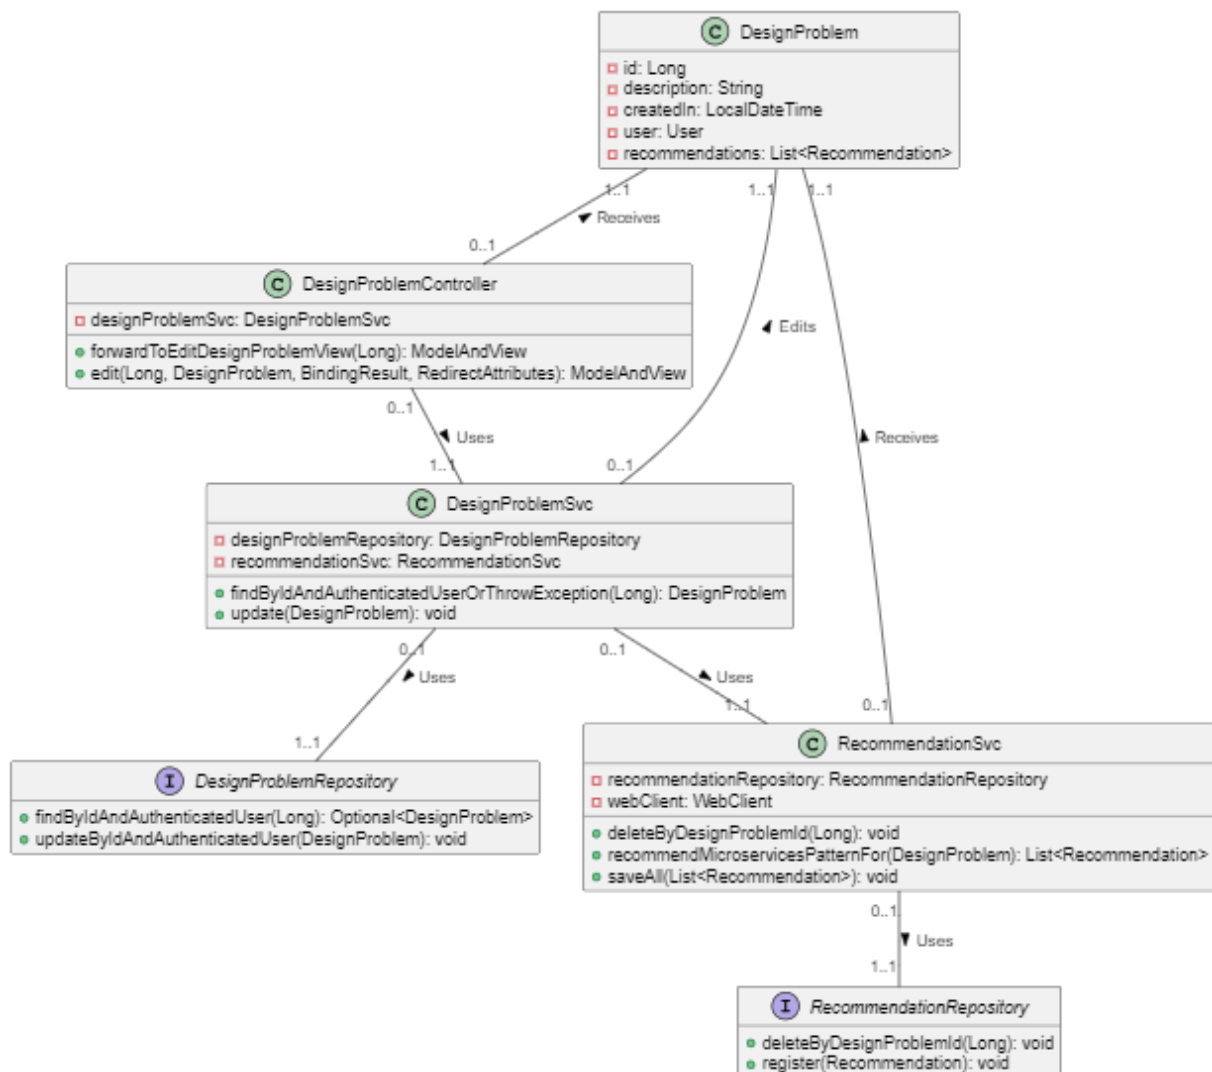 C DesignProblem
id: Long
description: String
createdIn: LocalDateTime
user: User
recommendations: List<Recommendation>
1..1 1..1 1..1
Receives
0..1
C DesignProblemController
designProblemSvc: DesignProblemSvc
forwardToEditDesignProblemView(Long): ModelAndView
edit(Long, DesignProblem, BindingResult, RedirectAttributes): ModelAndView
Edits
0..1
Uses
Receives
1..1
0..1
C DesignProblemSvc
designProblemRepository: DesignProblemRepository
recommendationSvc: RecommendationSvc
findByIdAndAuthenticatedUserOrThrowException(Long): DesignProblem
update(DesignProblem): void
0..1 0..1
Uses Uses
1..1 1..1 0..1
I DesignProblemRepository
findByIdAndAuthenticatedUser(Long): Optional<DesignProblem>
updateByIdAndAuthenticatedUser(DesignProblem): void
C RecommendationSvc
recommendationRepository: RecommendationRepository
webClient: WebClient
deleteByDesignProblemId(Long): void
recommendMicroservicesPatternFor(DesignProblem): List<Recommendation>
saveAll(List<Recommendation>): void
0..1
Uses
1..1
I RecommendationRepository
deleteByDesignProblemId(Long): void
register(Recommendation): void